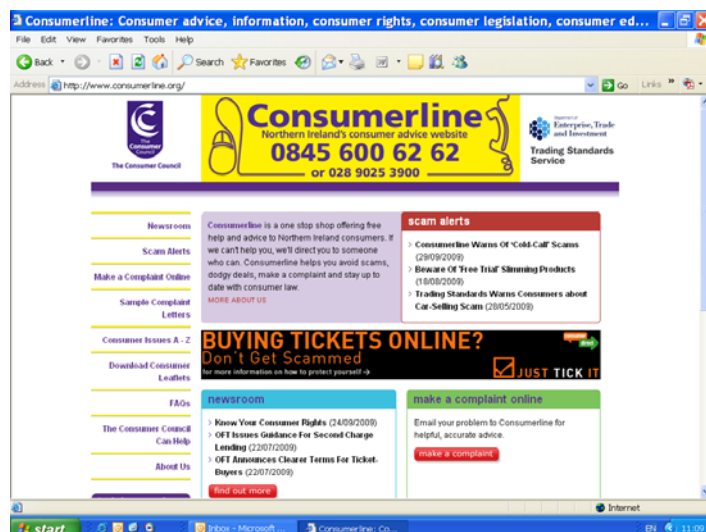 Consumerline: Consumer advice, information, consumer rights, consumer legislation, consumer ed...
File Edit View Favorites Tools Help
Back Search Favorites
Address http://www.consumerline.org/ Go Links
The Consumer Council
The Consumer Council
Consumerline
Northern Ireland's consumer advice website
0845 600 62 62
or 028 9025 3900
Department of
Enterprise, Trade
and Investment
Trading Standards
Service
Newsroom
Scam Alerts
Make a Complaint Online
Sample Complaint
Letters
Consumer Issues A - Z
Download Consumer
Leaflets
FAQs
The Consumer Council
Can Help
About Us
Consumerline is a one stop shop offering free
help and advice to Northern Ireland consumers. If
we can't help you, we'll direct you to someone
who can. Consumerline helps you avoid scams,
dodgy deals, make a complaint and stay up to
date with consumer law.
MORE ABOUT US
scam alerts
Consumerline Warns Of 'Cold-Call' Scams
(29/09/2009)
Beware Of 'Free Trial' Slimming Products
(18/08/2009)
Trading Standards Warns Consumers about
Car-Selling Scam (28/05/2009)
BUYING TICKETS ONLINE?
Don't Get Scammed
for more information on how to protect yourself
JUST TICK IT
newsroom
Know Your Consumer Rights (24/09/2009)
OFT Issues Guidance For Second Charge
Lending (22/07/2009)
OFT Announces Clearer Terms For Ticket-
Buyers (22/07/2009)
find out more
make a complaint online
Email your problem to Consumerline for
helpful, accurate advice.
make a complaint
Internet
start Inbox - Microsoft ... Consumerline: Co... EN 11:09